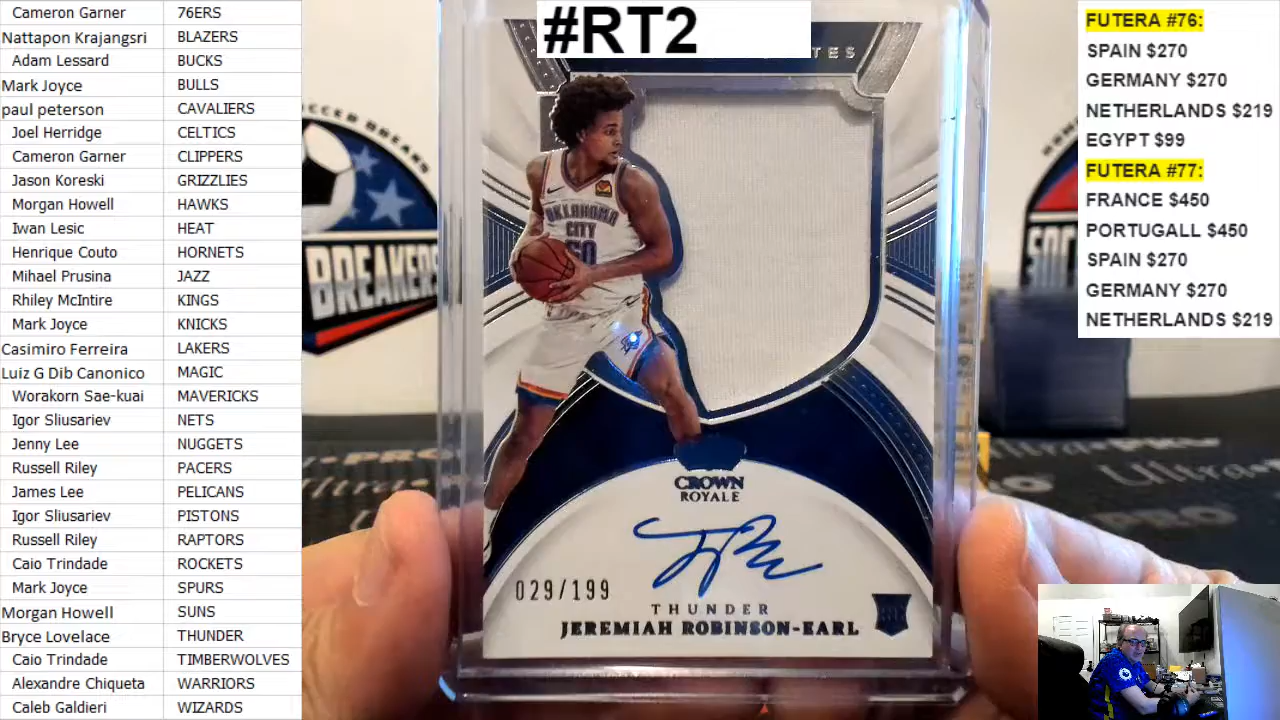 Cameron Garner 76ERS
Nattapon Krajangsri BLAZERS
Adam Lessard BUCKS
Mark Joyce BULLS
paul peterson CAVALIERS
Joel Herridge CELTICS
Cameron Garner CLIPPERS
Jason Koreski GRIZZLIES
Morgan Howell HAWKS
Iwan Lesic HEAT
Henrique Couto HORNETS
Mihael Prusina JAZZ
Rhiley McIntire KINGS
Mark Joyce KNICKS
Casimiro Ferreira LAKERS
Luiz G Dib Canonico MAGIC
Worakorn Sae-kuai MAVERICKS
Igor Sliusariev NETS
Jenny Lee NUGGETS
Russell Riley PACERS
James Lee PELICANS
Igor Sliusariev PISTONS
Russell Riley RAPTORS
Caio Trindade ROCKETS
Mark Joyce SPURS
Morgan Howell SUNS
Bryce Lovelace THUNDER
Caio Trindade TIMBERWOLVES
Alexandre Chiqueta WARRIORS
Caleb Galdieri WIZARDS
#RT2
OKLAHOMA
CITY
50
CROWN
ROYALE
029/199
THUNDER
JEREMIAH ROBINSON-EARL
BREAKERS
FUTERA #76:
SPAIN $270
GERMANY $270
NETHERLANDS $219
EGYPT $99
FUTERA #77:
FRANCE $450
PORTUGALL $450
SPAIN $270
GERMANY $270
NETHERLANDS $219